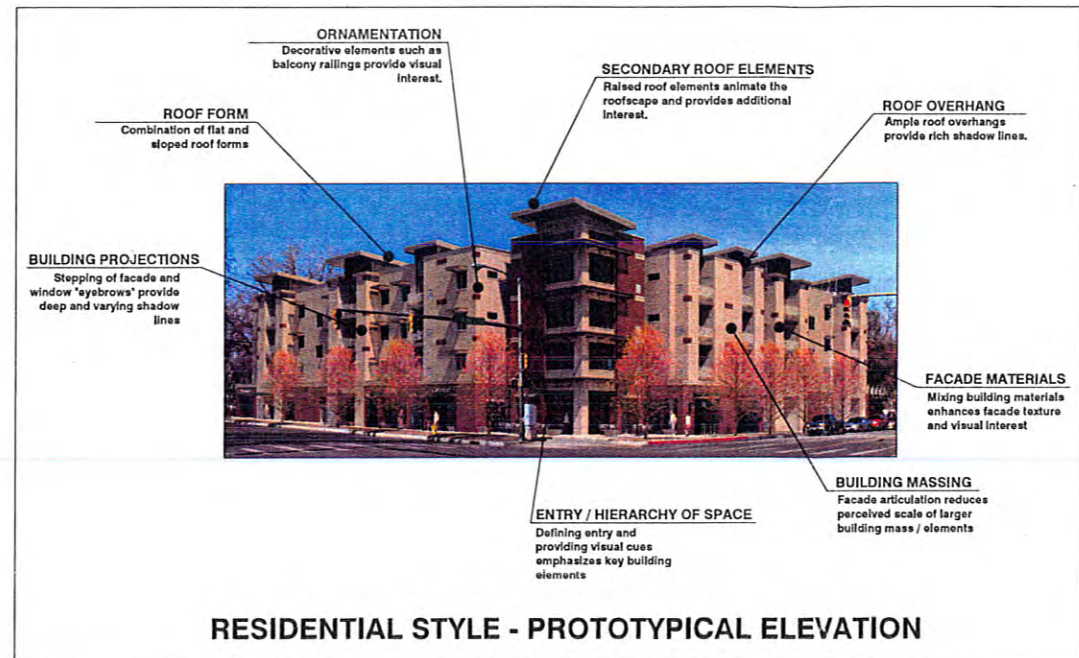 ORNAMENTATION
Decorative elements such as
balcony railings provide visual
interest.
SECONDARY ROOF ELEMENTS
Raised roof elements animate the
roofscape and provides additional
interest.
ROOF FORM
Combination of flat and
sloped roof forms
ROOF OVERHANG
Ample roof overhangs
provide rich shadow lines.
BUILDING PROJECTIONS
Stepping of facade and
window "eyebrows" provide
deep and varying shadow
lines
FACADE MATERIALS
Mixing building materials
enhances facade texture
and visual interest
BUILDING MASSING
Facade articulation reduces
perceived scale of larger
building mass / elements
ENTRY / HIERARCHY OF SPACE
Defining entry and
providing visual cues
emphasizes key building
elements
RESIDENTIAL STYLE - PROTOTYPICAL ELEVATION